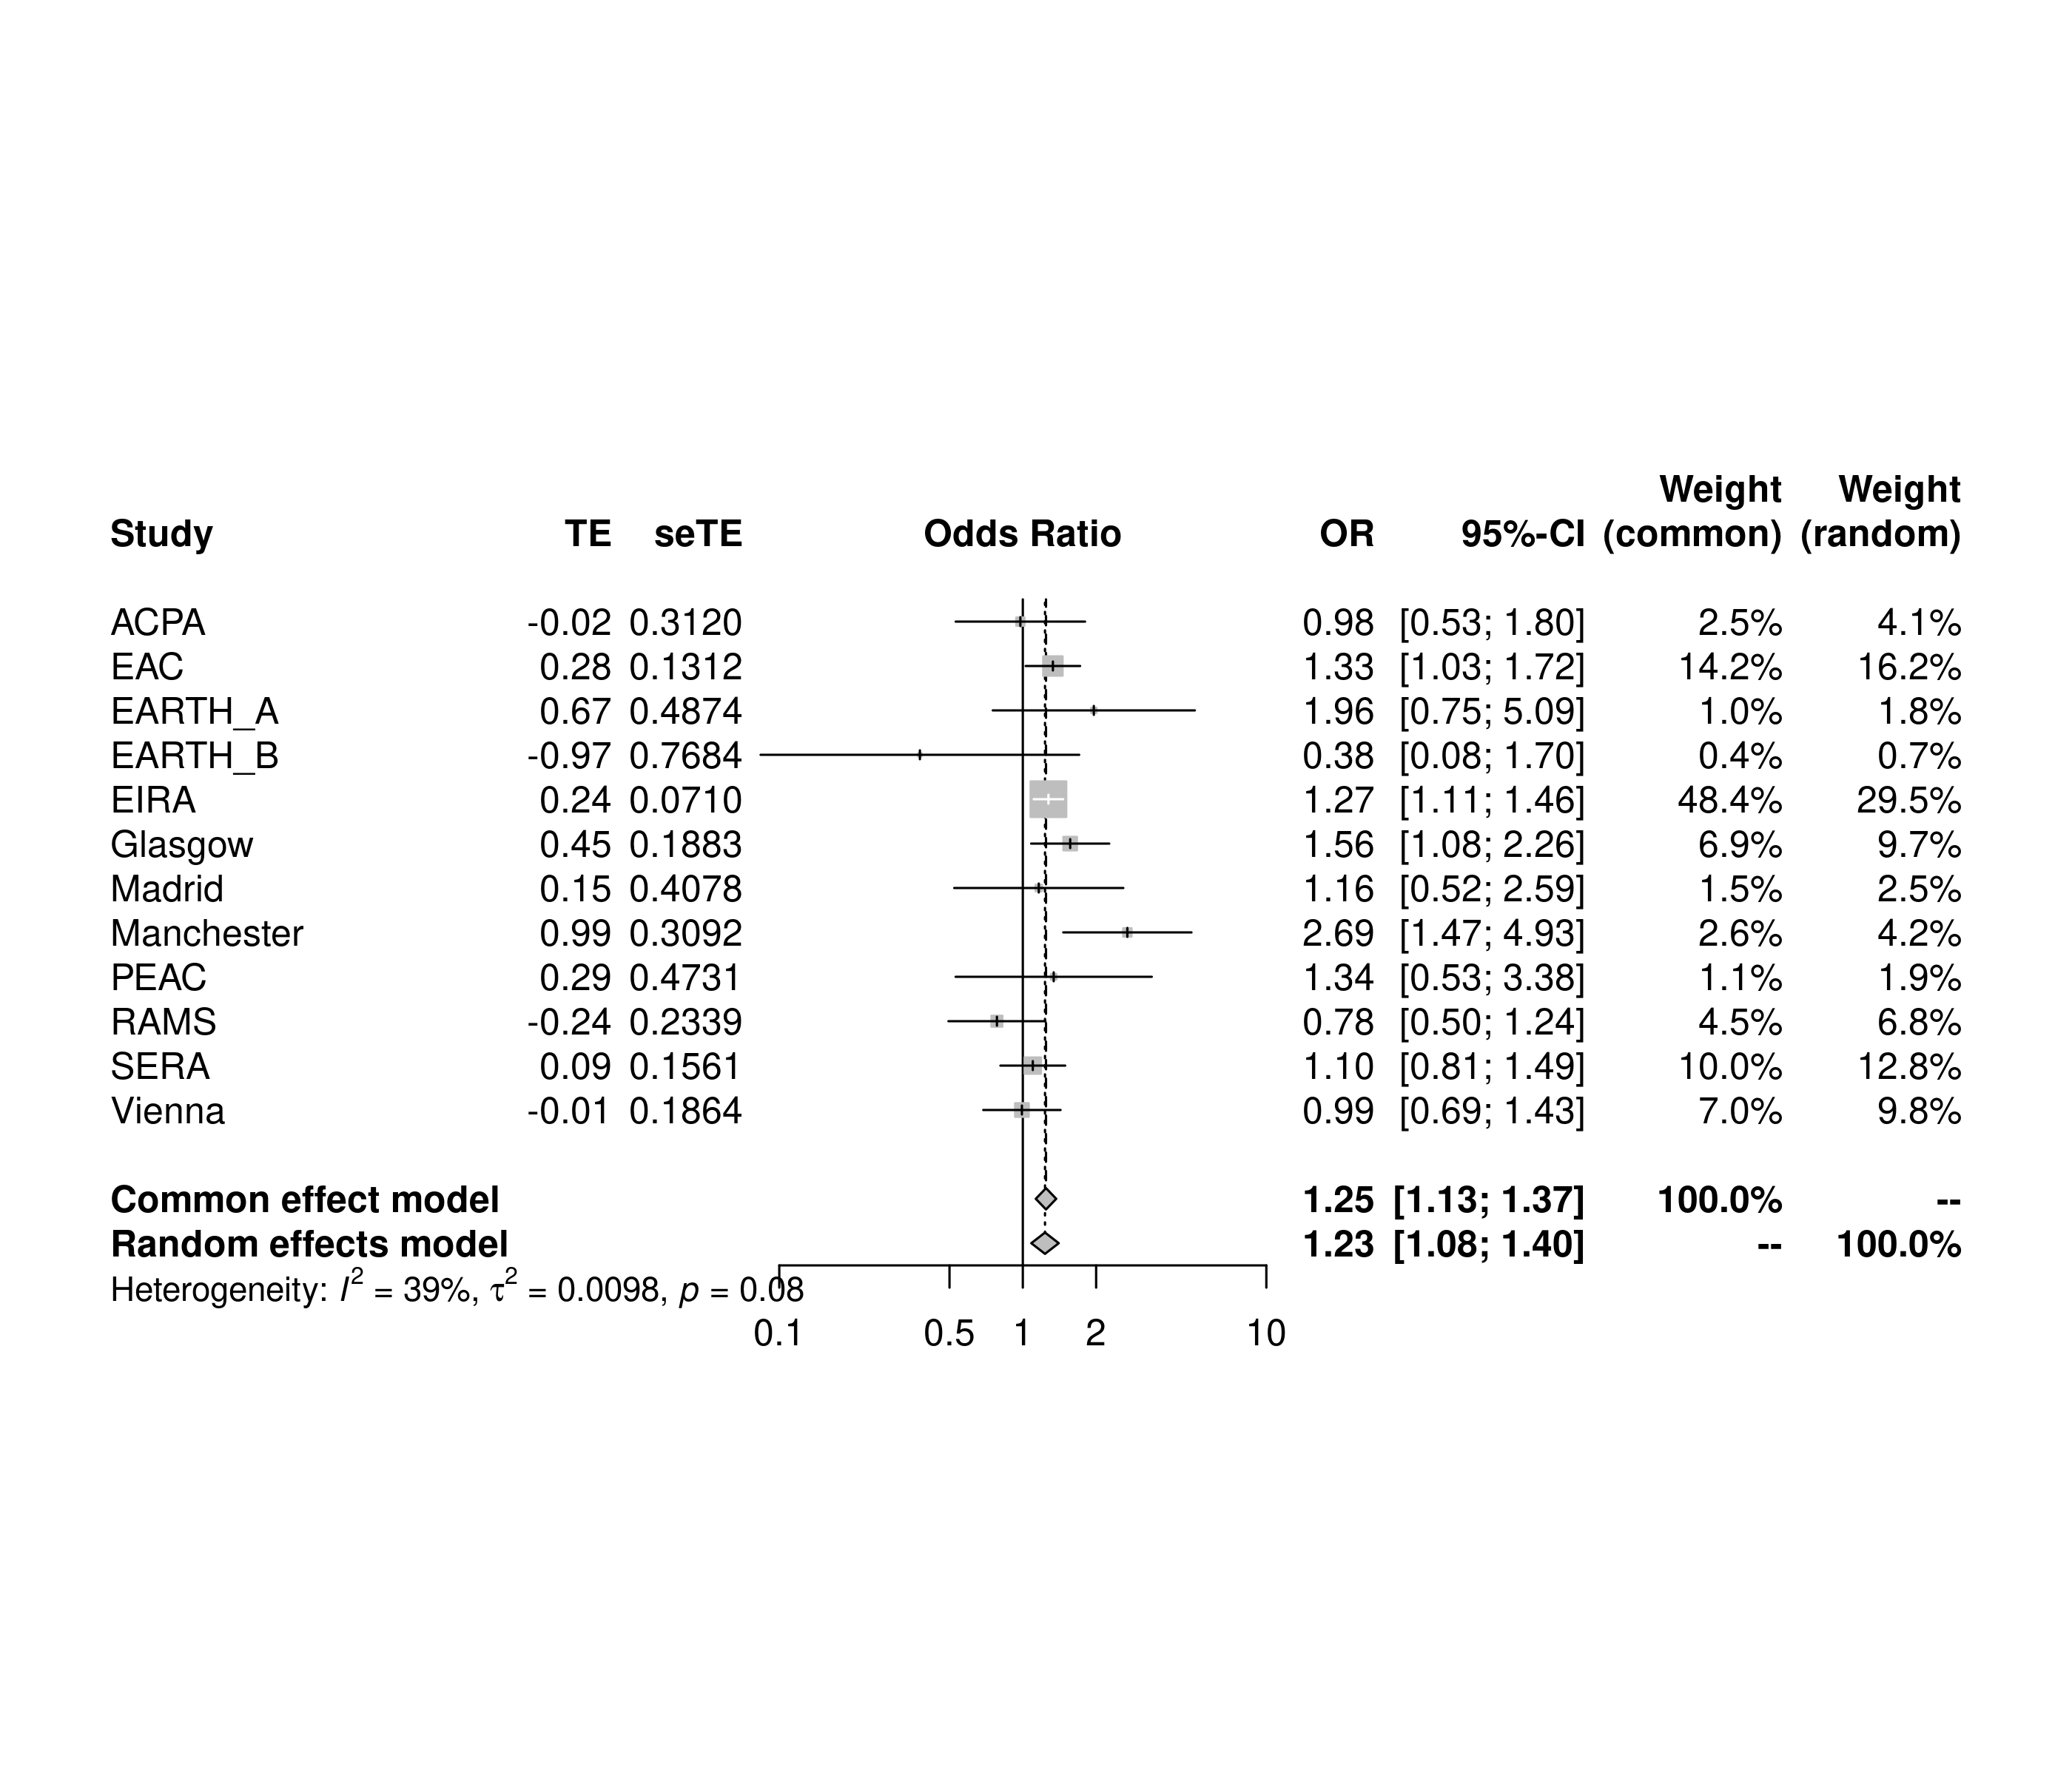 Weight Weight
Study TE seTE Odds Ratio OR 95%-CI (common) (random)
ACPA -0.02 0.3120 0.98 [0.53; 1.80] 2.5% 4.1%
EAC 0.28 0.1312 1.33 [1.03; 1.72] 14.2% 16.2%
EARTH_A 0.67 0.4874 1.96 [0.75; 5.09] 1.0% 1.8%
EARTH_B -0.97 0.7684 0.38 [0.08; 1.70] 0.4% 0.7%
EIRA 0.24 0.0710 1.27 [1.11; 1.46] 48.4% 29.5%
Glasgow 0.45 0.1883 1.56 [1.08; 2.26] 6.9% 9.7%
Madrid 0.15 0.4078 1.16 [0.52; 2.59] 1.5% 2.5%
Manchester 0.99 0.3092 2.69 [1.47; 4.93] 2.6% 4.2%
PEAC 0.29 0.4731 1.34 [0.53; 3.38] 1.1% 1.9%
RAMS -0.24 0.2339 0.78 [0.50; 1.24] 4.5% 6.8%
SERA 0.09 0.1561 1.10 [0.81; 1.49] 10.0% 12.8%
Vienna -0.01 0.1864 0.99 [0.69; 1.43] 7.0% 9.8%
Common effect model 1.25 [1.13; 1.37] 100.0% --
Random effects model 1.23 [1.08; 1.40] -- 100.0%
Heterogeneity: I² = 39%, τ² = 0.0098, p = 0.08
0.1 0.5 1 2 10